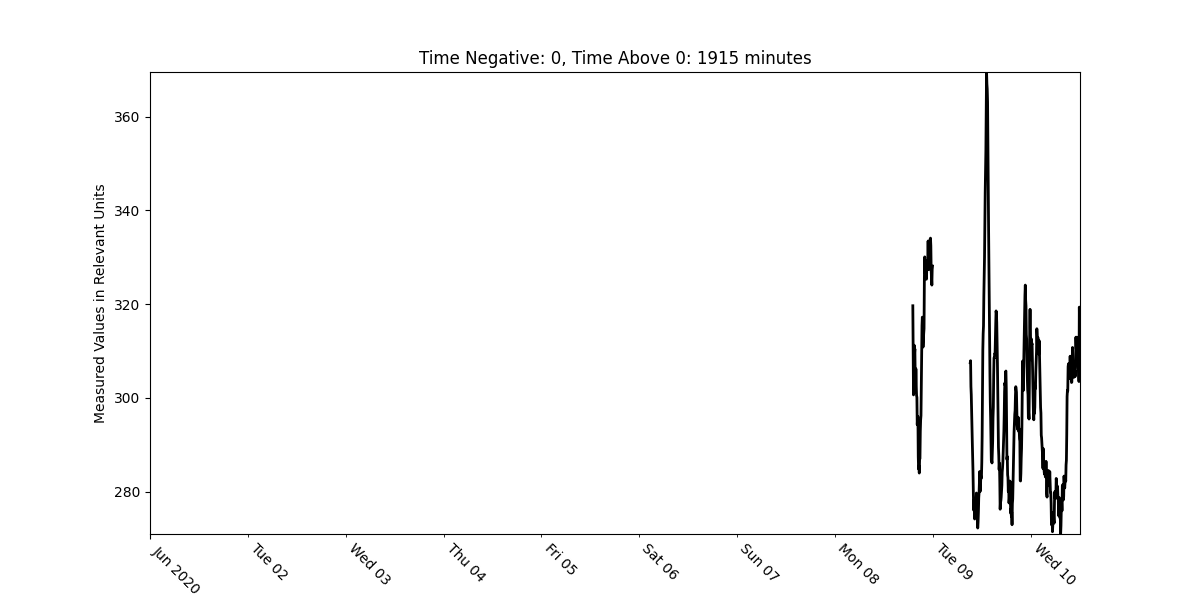 Time Negative: 0, Time Above 0: 1915 minutes
Measured Values in Relevant Units
360
340
320
300
280
Jun 2020
Tue 02
Wed 03
Thu 04
Fri 05
Sat 06
Sun 07
Mon 08
Tue 09
Wed 10